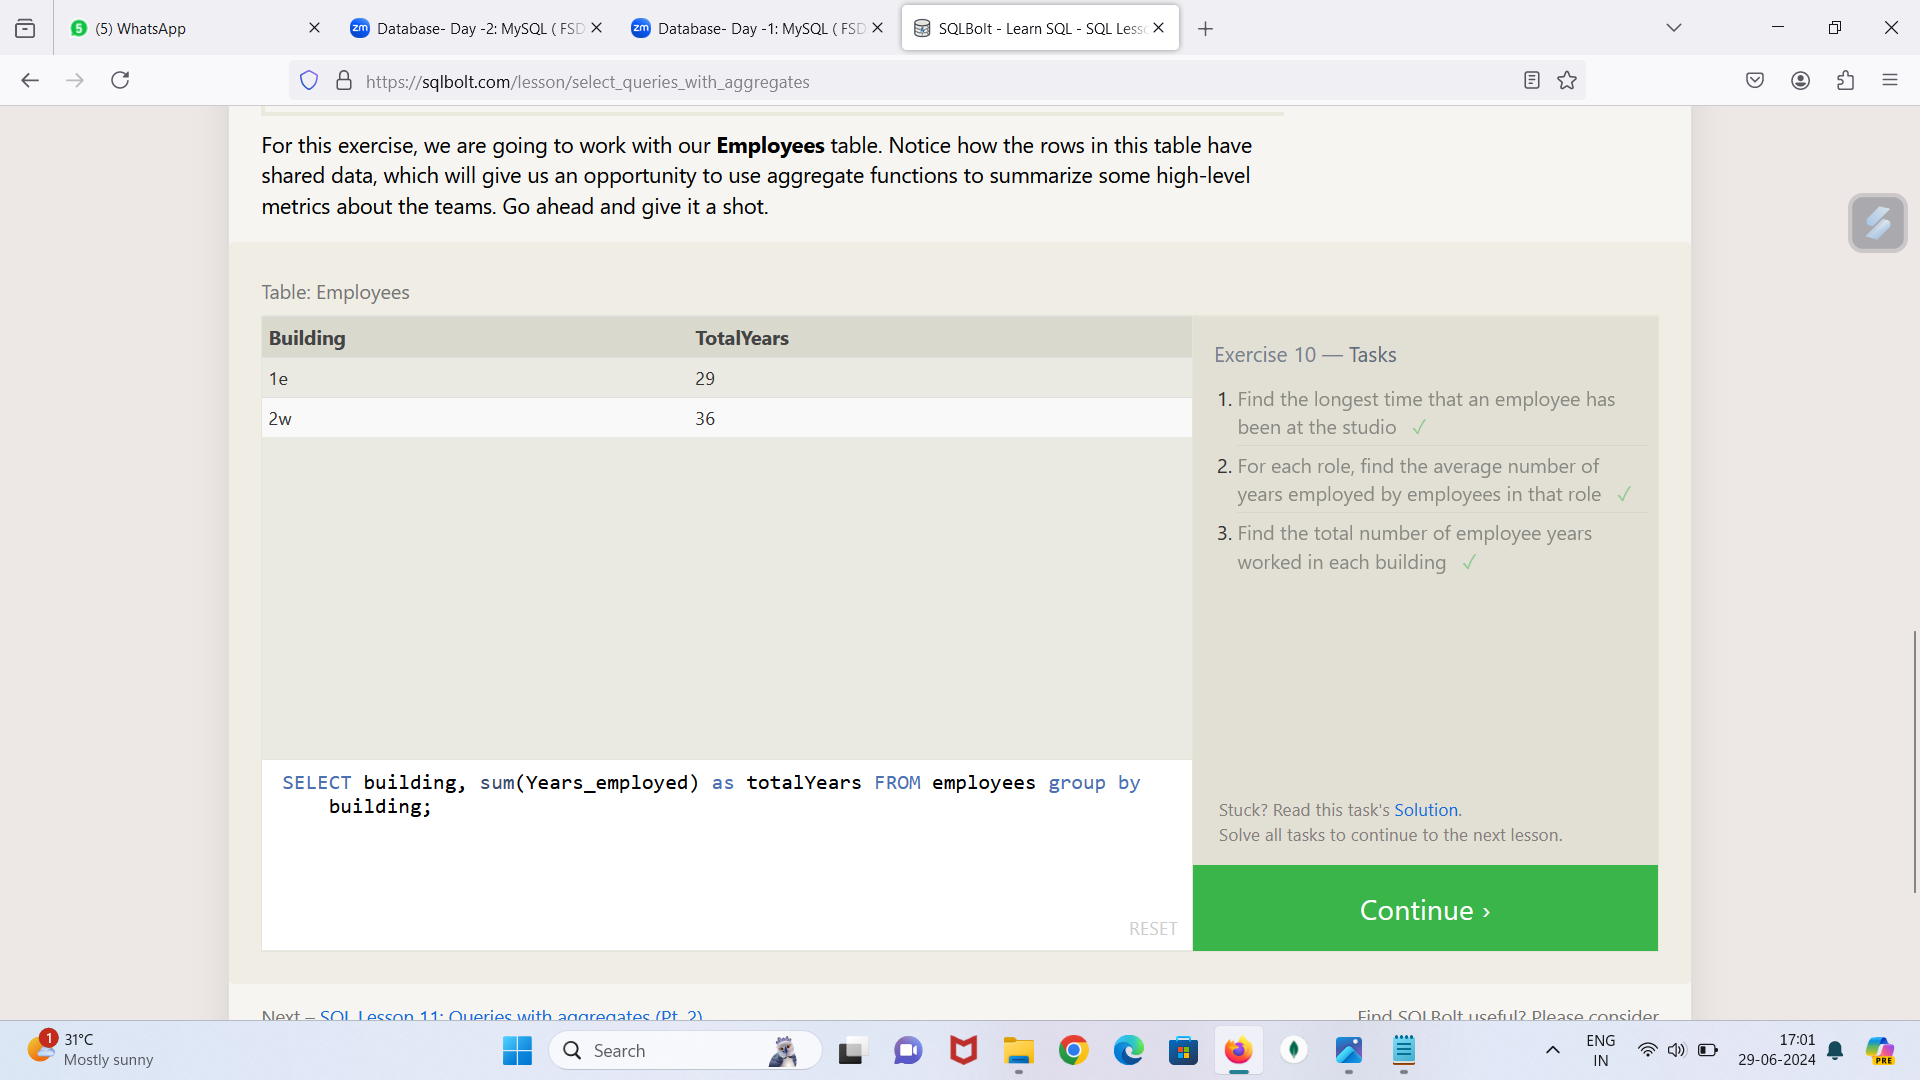 (5) WhatsApp
Database- Day -2: MySQL ( FSD
Database- Day -1: MySQL ( FSD
SQLBolt - Learn SQL - SQL Less
https://sqlbolt.com/lesson/select_queries_with_aggregates
For this exercise, we are going to work with our Employees table. Notice how the rows in this table have
shared data, which will give us an opportunity to use aggregate functions to summarize some high-level
metrics about the teams. Go ahead and give it a shot.
Table: Employees
Building TotalYears
1e 29
2w 36
SELECT building, sum(Years_employed) as totalYears FROM employees group by
building;
RESET
Exercise 10 — Tasks
1. Find the longest time that an employee has
been at the studio ✓
2. For each role, find the average number of
years employed by employees in that role ✓
3. Find the total number of employee years
worked in each building ✓
Stuck? Read this task's Solution.
Solve all tasks to continue to the next lesson.
Continue ›
Next – SQL Lesson 11: Queries with aggregates (Pt. 2)
Find SQLBolt useful? Please consider
1
31°C
Mostly sunny
Search
ENG
IN
17:01
29-06-2024
PRE